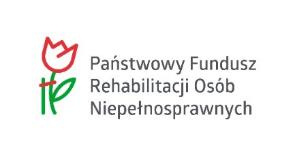 Państwowy Fundusz
Rehabilitacji Osób
Niepełnosprawnych